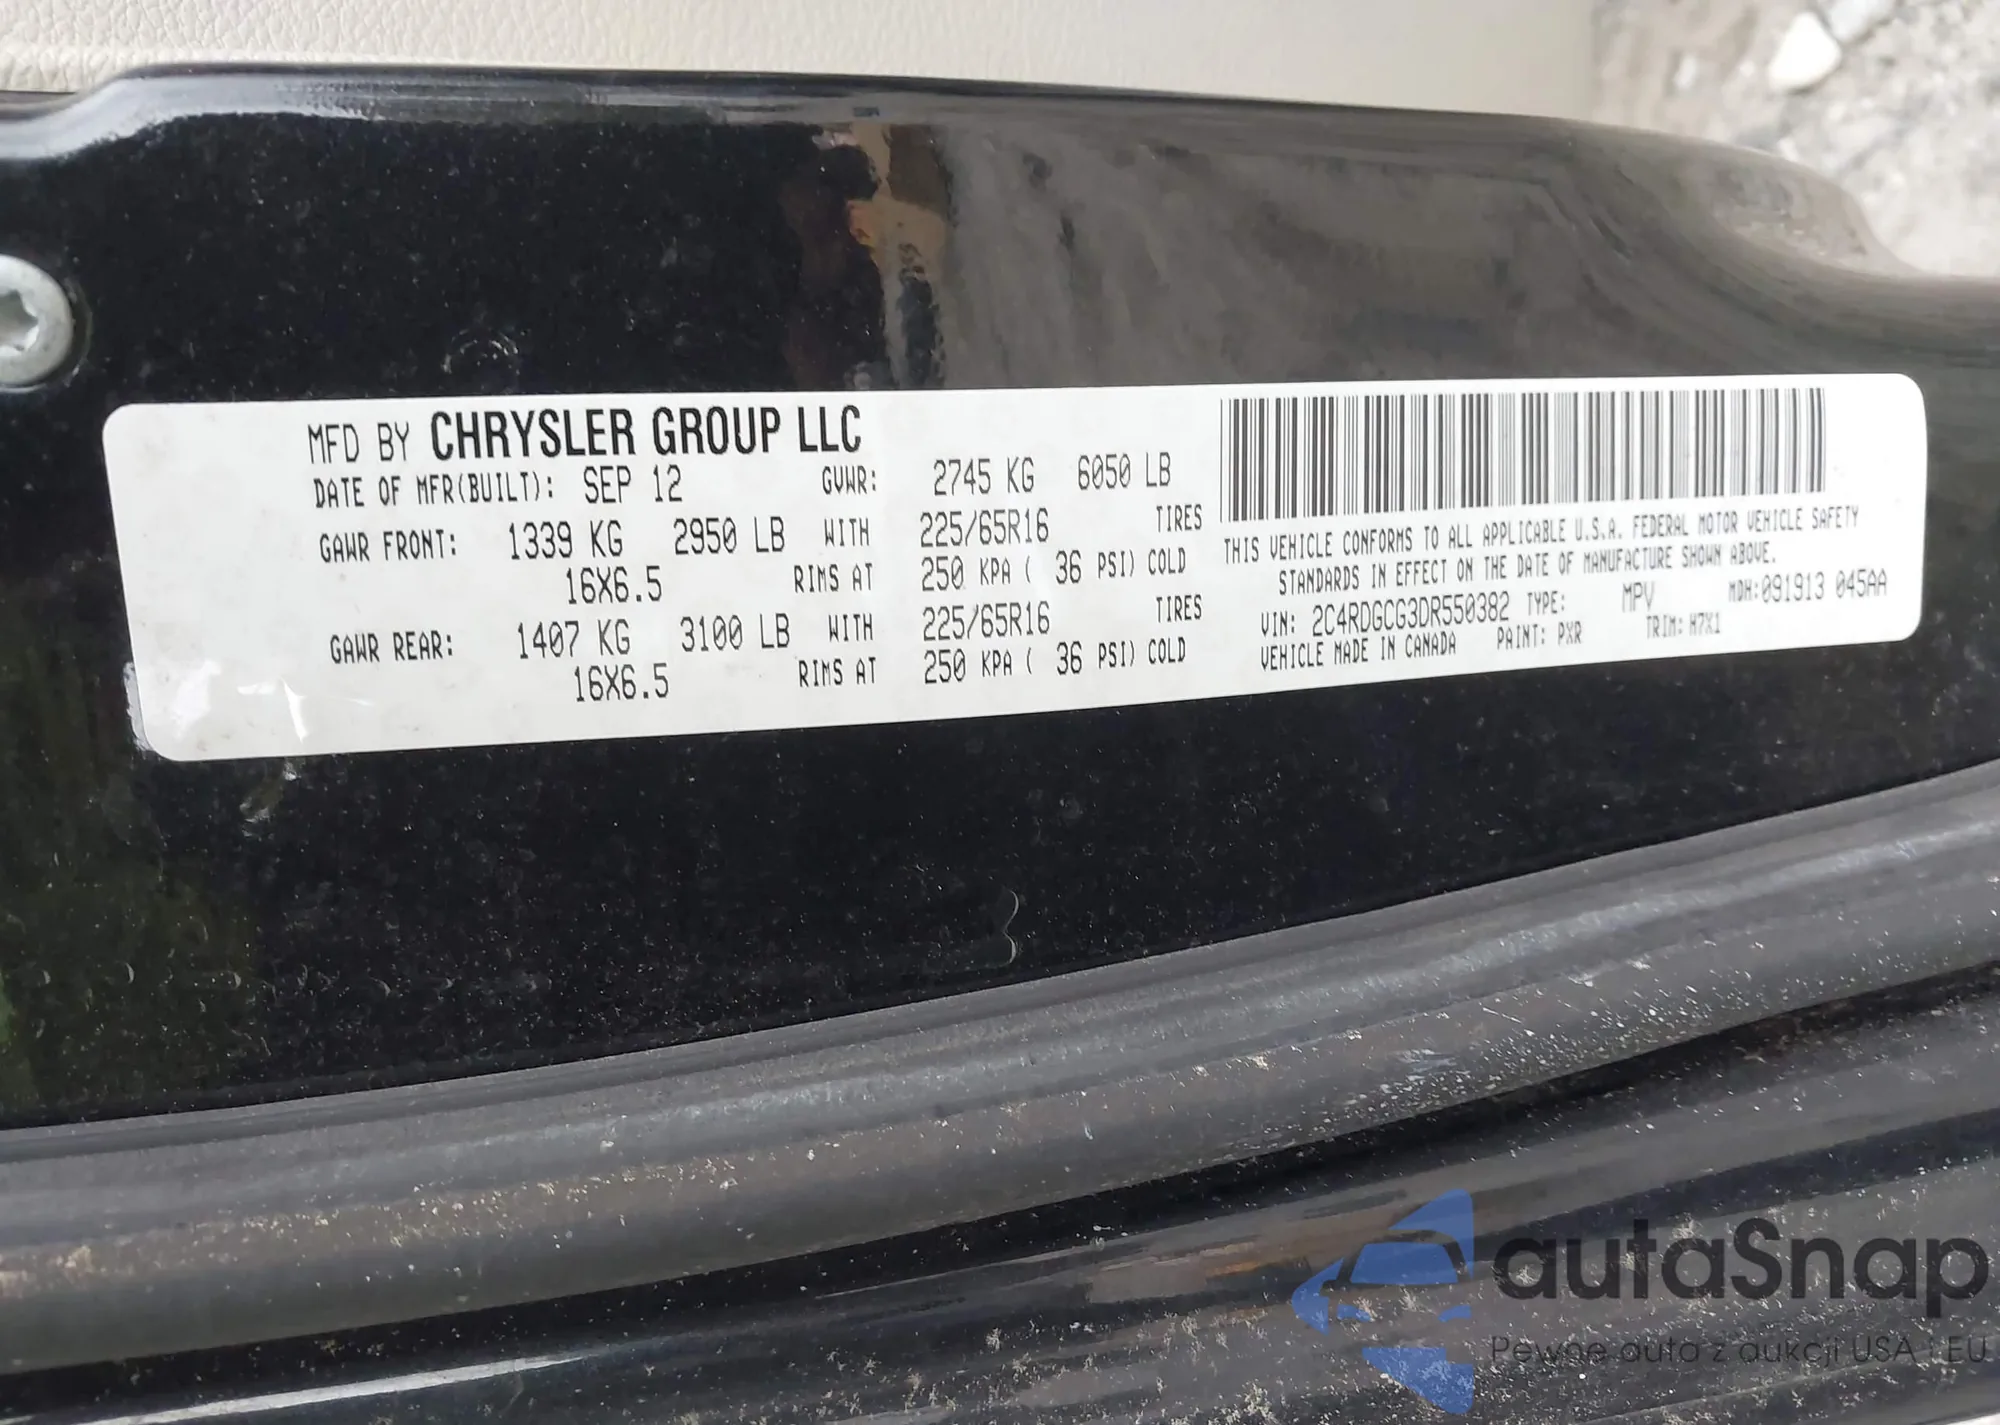 MFD BY CHRYSLER GROUP LLC
DATE OF MFR(BUILT): SEP 12 GVWR: 2745 KG 6050 LB
GAWR FRONT: 1339 KG 2950 LB WITH 225/65R16 TIRES
16X6.5 RIMS AT 250 KPA ( 36 PSI) COLD
GAWR REAR: 1407 KG 3100 LB WITH 225/65R16 TIRES
16X6.5 RIMS AT 250 KPA ( 36 PSI) COLD
THIS VEHICLE CONFORMS TO ALL APPLICABLE U.S.A. FEDERAL MOTOR VEHICLE SAFETY
STANDARDS IN EFFECT ON THE DATE OF MANUFACTURE SHOWN ABOVE.
VIN: 2C4RDGCG3DR550382 TYPE: MPV MDH:091913 045AA
VEHICLE MADE IN CANADA PAINT: PXR TRIM: H7X1
autaSnap
Pewne auta z aukcji USA i EU